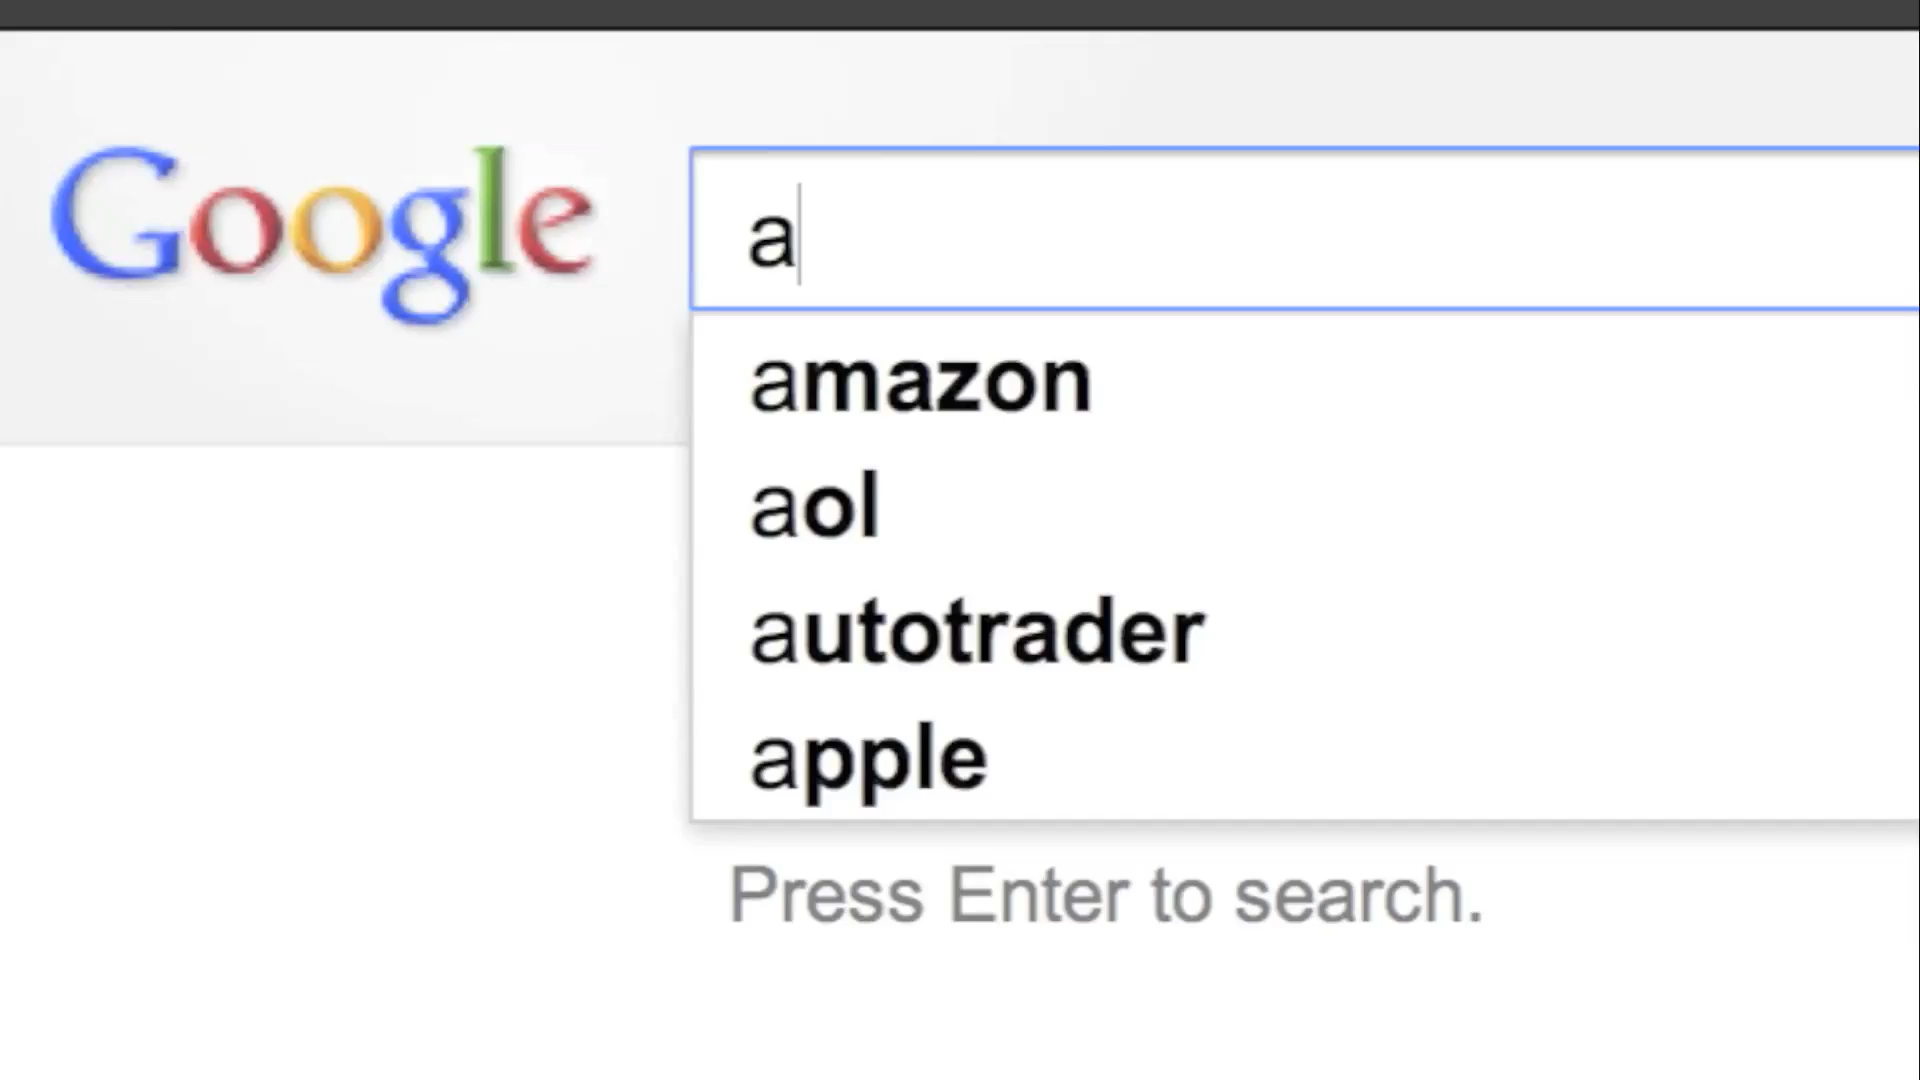 Google
a
amazon
aol
autotrader
apple
Press Enter to search.